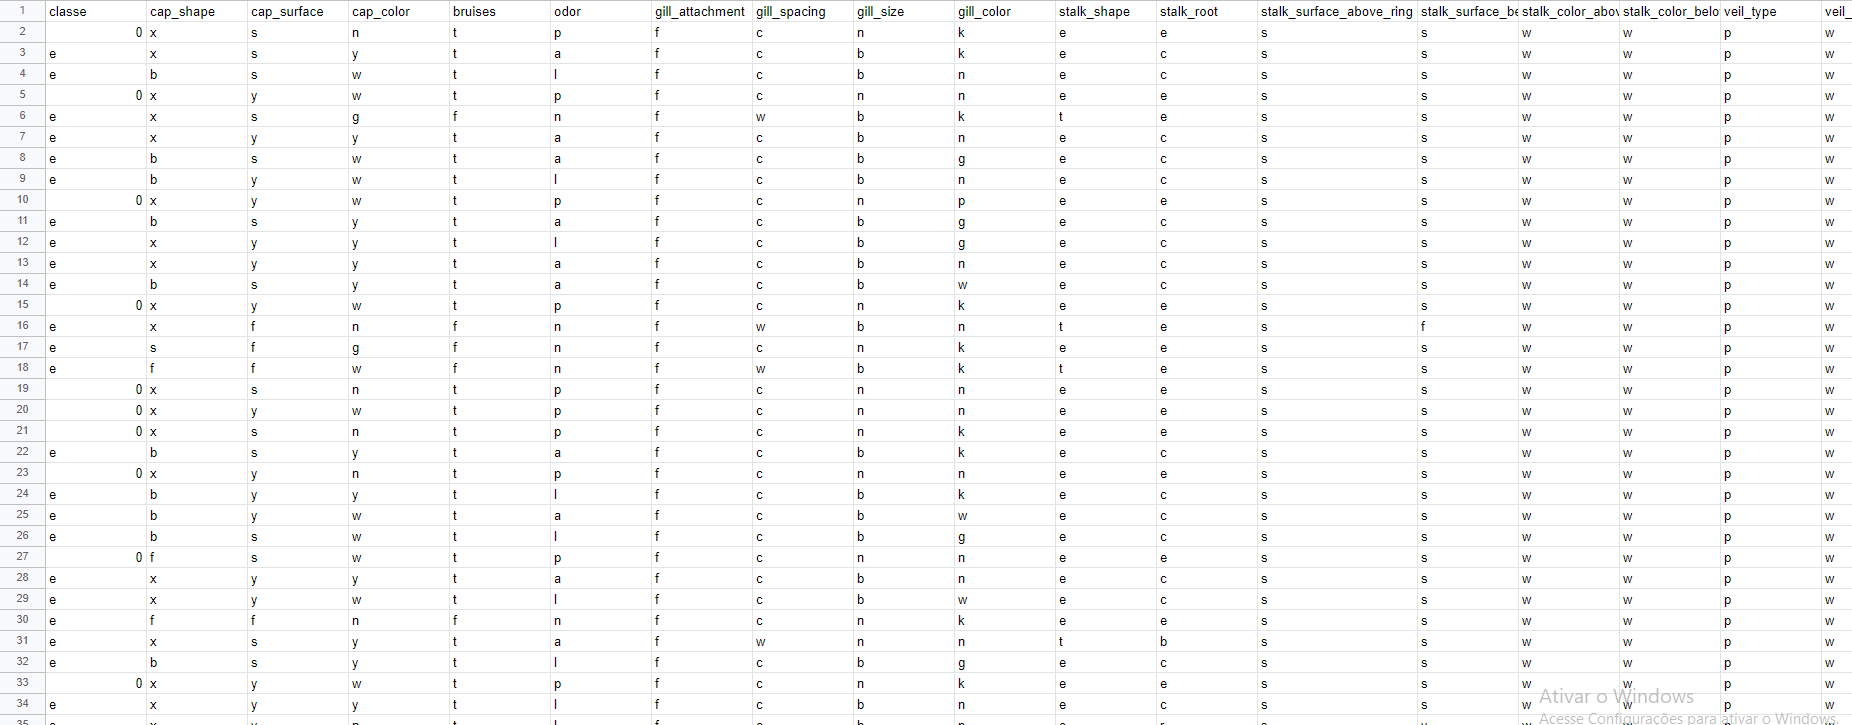 1 classe cap_shape cap_surface cap_color bruises odor gill_attachment gill_spacing gill_size gill_color stalk_shape stalk_root stalk_surface_above_ring stalk_surface_be stalk_color_abov stalk_color_belo veil_type veil_
2 0 x s n t p f c n k e e s s w w p w
3 e x s y t a f c b k e c s s w w p w
4 e b s w t l f c b n e c s s w w p w
5 0 x y w t p f c n n e e s s w w p w
6 e x s g f n f w b k t e s s w w p w
7 e x y y t a f c b n e c s s w w p w
8 e b s w t a f c b g e c s s w w p w
9 e b y w t l f c b n e c s s w w p w
10 0 x y w t p f c n p e e s s w w p w
11 e b s y t a f c b g e c s s w w p w
12 e x y y t l f c b g e c s s w w p w
13 e x y y t a f c b n e c s s w w p w
14 e b s y t a f c b w e c s s w w p w
15 0 x y w t p f c n k e e s s w w p w
16 e x f n f n f w b n t e s f w w p w
17 e s f g f n f c n k e e s s w w p w
18 e f f w f n f w b k t e s s w w p w
19 0 x s n t p f c n n e e s s w w p w
20 0 x y w t p f c n n e e s s w w p w
21 0 x s n t p f c n k e e s s w w p w
22 e b s y t a f c b k e c s s w w p w
23 0 x y n t p f c n n e e s s w w p w
24 e b y y t l f c b k e c s s w w p w
25 e b y w t a f c b w e c s s w w p w
26 e b s w t l f c b g e c s s w w p w
27 0 f s w t p f c n n e e s s w w p w
28 e x y y t a f c b n e c s s w w p w
29 e x y w t l f c b w e c s s w w p w
30 e f f n f n f c n k e e s s w w p w
31 e x s y t a f w n n t b s s w w p w
32 e b s y t l f c b g e c s s w w p w
33 0 x y w t p f c n k e e s s w w p w
34 e x y y t l f c b n e c s s w w p w
35 e x y n t l f c b p e r s y w w p w
Ativar o Windows
Acesse Configurações para ativar o Windows.